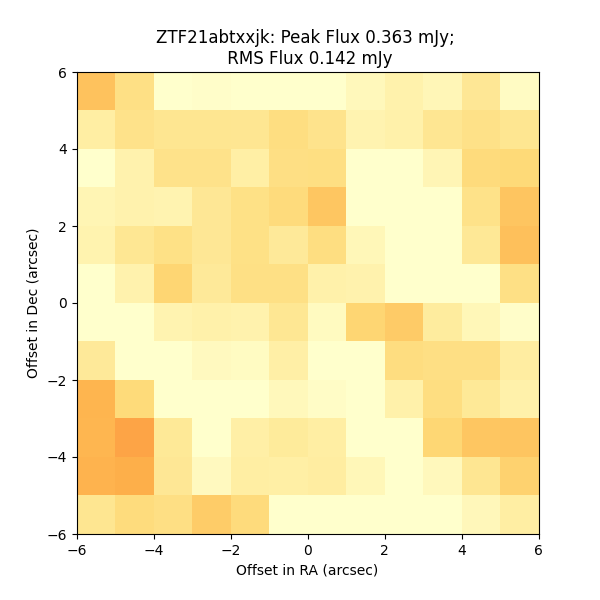 ZTF21abtxxjk: Peak Flux 0.363 mJy;
RMS Flux 0.142 mJy
6
4
2
0
−2
−4
−6
Offset in Dec (arcsec)
−6 −4 −2 0 2 4 6
Offset in RA (arcsec)